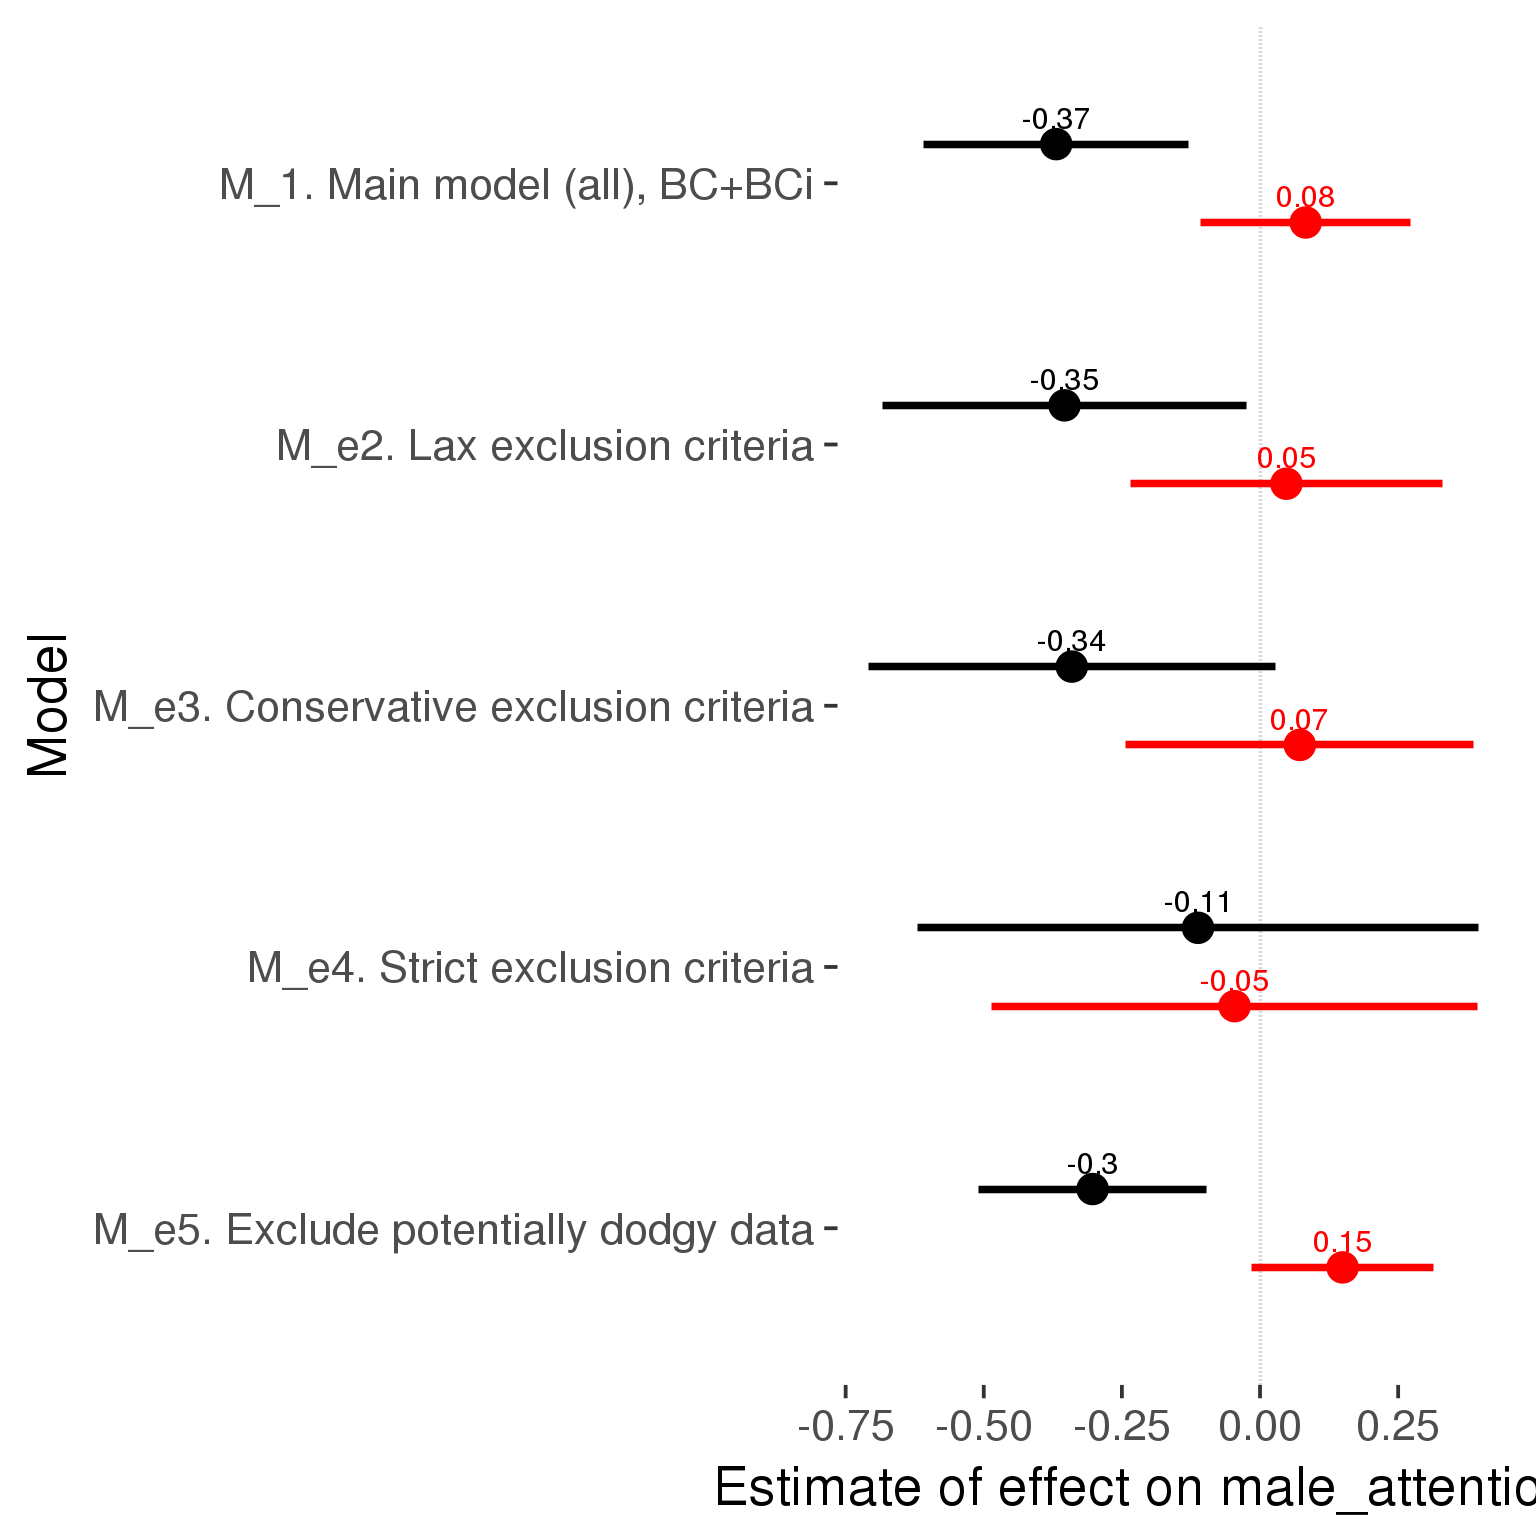 -0.37
M_1. Main model (all), BC+BCi
0.08
-0.35
M_e2. Lax exclusion criteria
0.05
-0.34
M_e3. Conservative exclusion criteria
0.07
Model
-0.11
M_e4. Strict exclusion criteria
-0.05
-0.3
M_e5. Exclude potentially dodgy data
0.15
-0.75 -0.50 -0.25 0.00 0.25
Estimate of effect on male_attentio